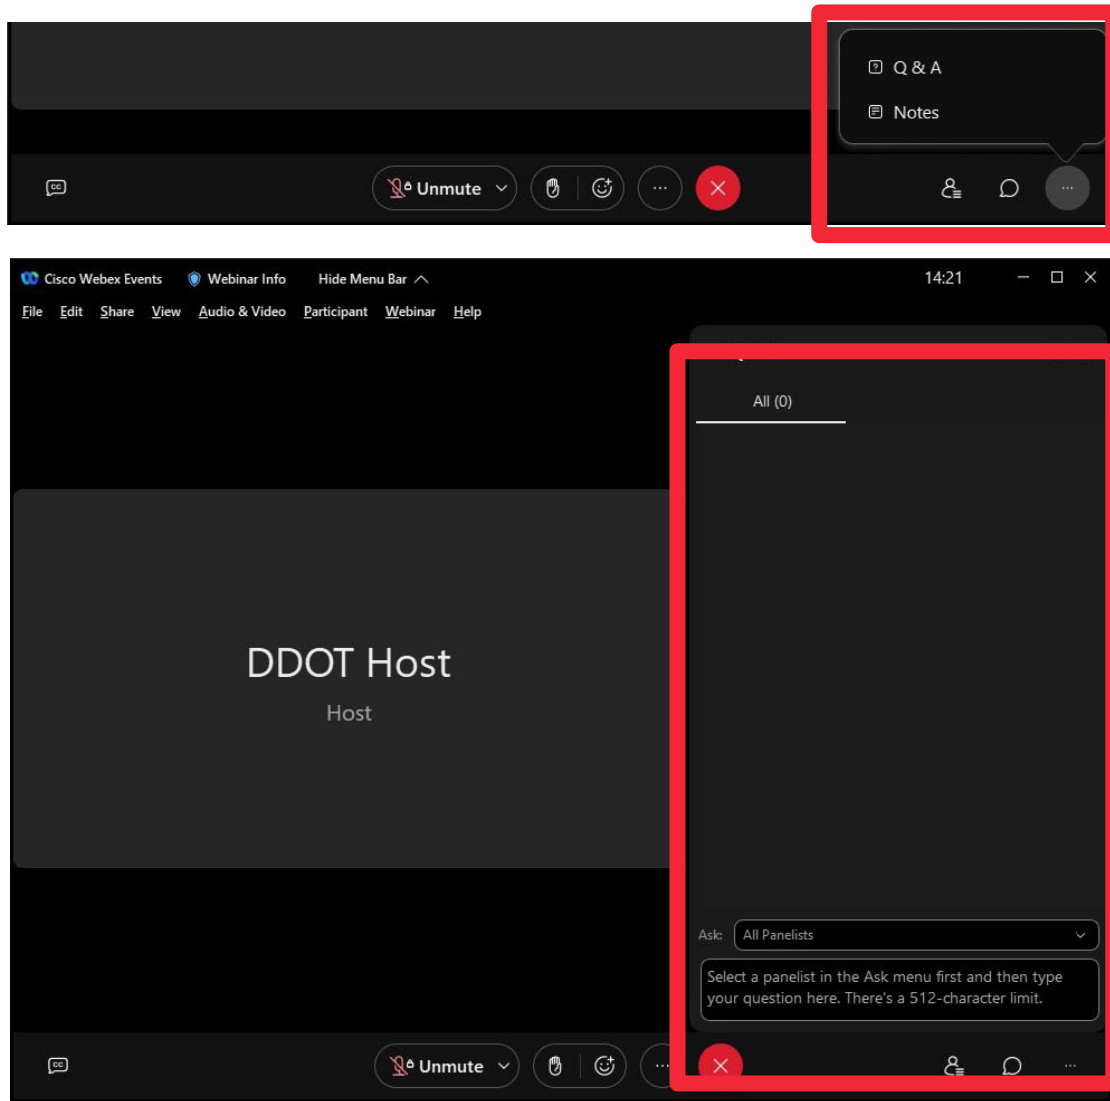 Q & A
Notes
CC
Unmute
Cisco Webex Events Webinar Info Hide Menu Bar 14:21
File Edit Share View Audio & Video Participant Webinar Help
All (0)
DDOT Host
Host
Ask: All Panelists
Select a panelist in the Ask menu first and then type
your question here. There's a 512-character limit.
CC
Unmute